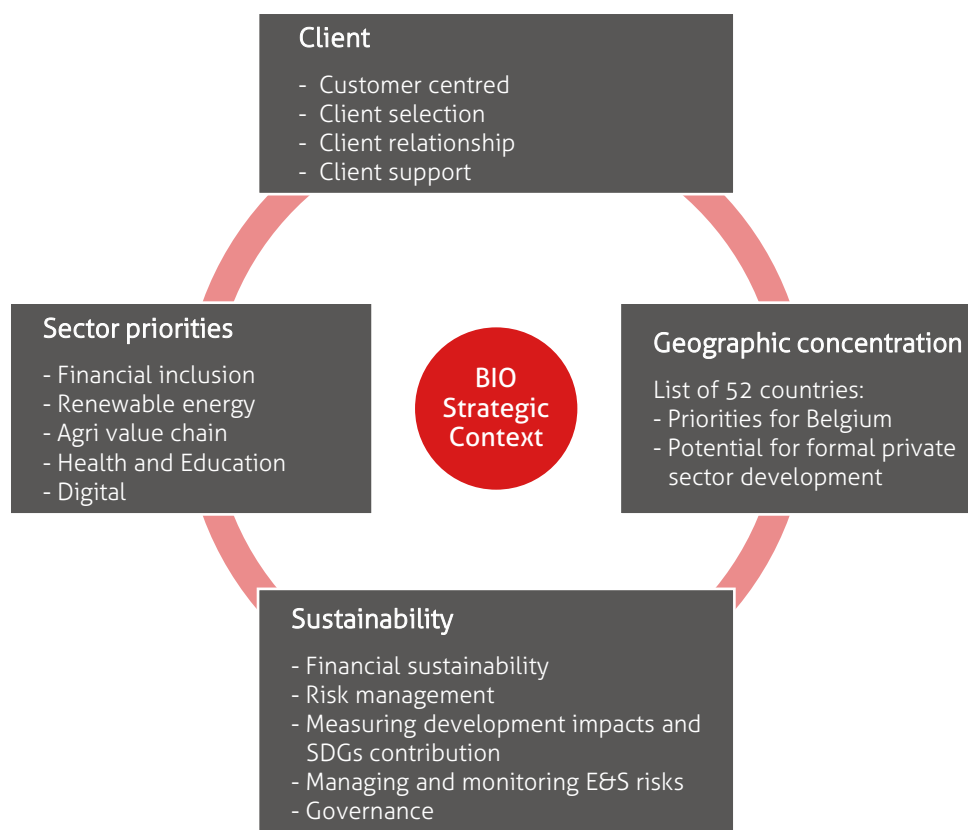 Client
- Customer centred
- Client selection
- Client relationship
- Client support
Sector priorities
- Financial inclusion
- Renewable energy
- Agri value chain
- Health and Education
- Digital
BIO
Strategic
Context
Geographic concentration
List of 52 countries:
- Priorities for Belgium
- Potential for formal private
sector development
Sustainability
- Financial sustainability
- Risk management
- Measuring development impacts and
SDGs contribution
- Managing and monitoring E&S risks
- Governance